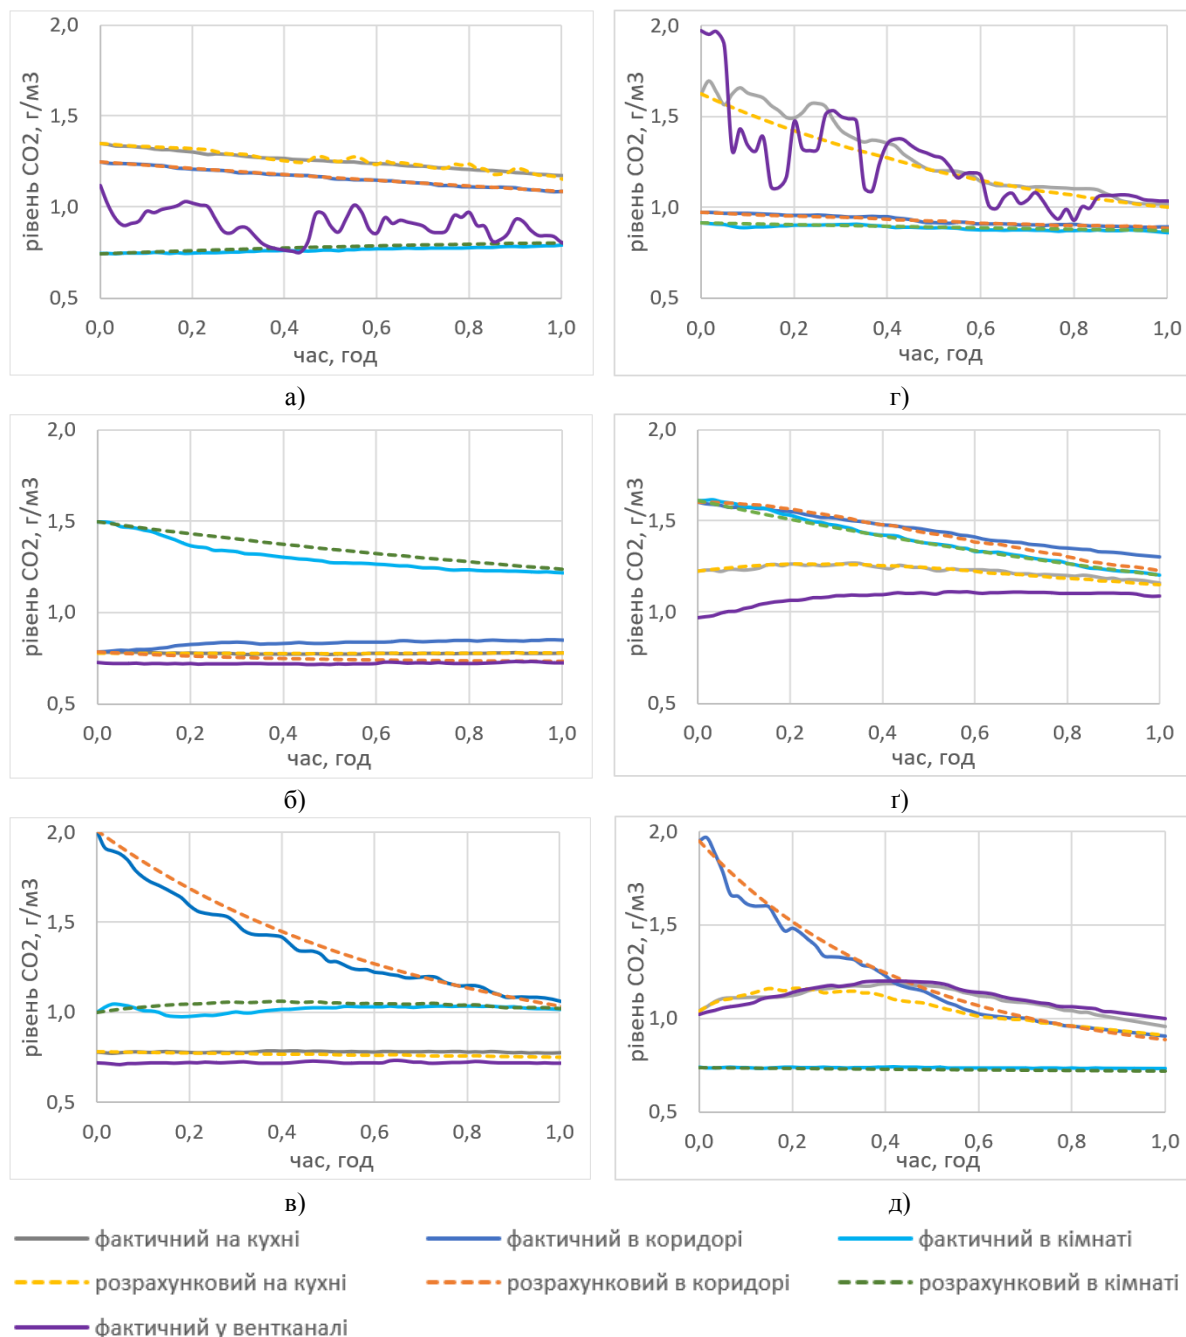 рівень СО2, г/м3
2,0
1,5
1,0
0,5
0,0 0,2 0,4 0,6 0,8 1,0
час, год
а)
рівень СО2, г/м3
2,0
1,5
1,0
0,5
0,0 0,2 0,4 0,6 0,8 1,0
час, год
г)
рівень СО2, г/м3
2,0
1,5
1,0
0,5
0,0 0,2 0,4 0,6 0,8 1,0
час, год
б)
рівень СО2, г/м3
2,0
1,5
1,0
0,5
0,0 0,2 0,4 0,6 0,8 1,0
час, год
ґ)
рівень СО2, г/м3
2,0
1,5
1,0
0,5
0,0 0,2 0,4 0,6 0,8 1,0
час, год
в)
рівень СО2, г/м3
2,0
1,5
1,0
0,5
0,0 0,2 0,4 0,6 0,8 1,0
час, год
д)
фактичний на кухні фактичний в коридорі фактичний в кімнаті
розрахунковий на кухні розрахунковий в коридорі розрахунковий в кімнаті
фактичний у вентканалі